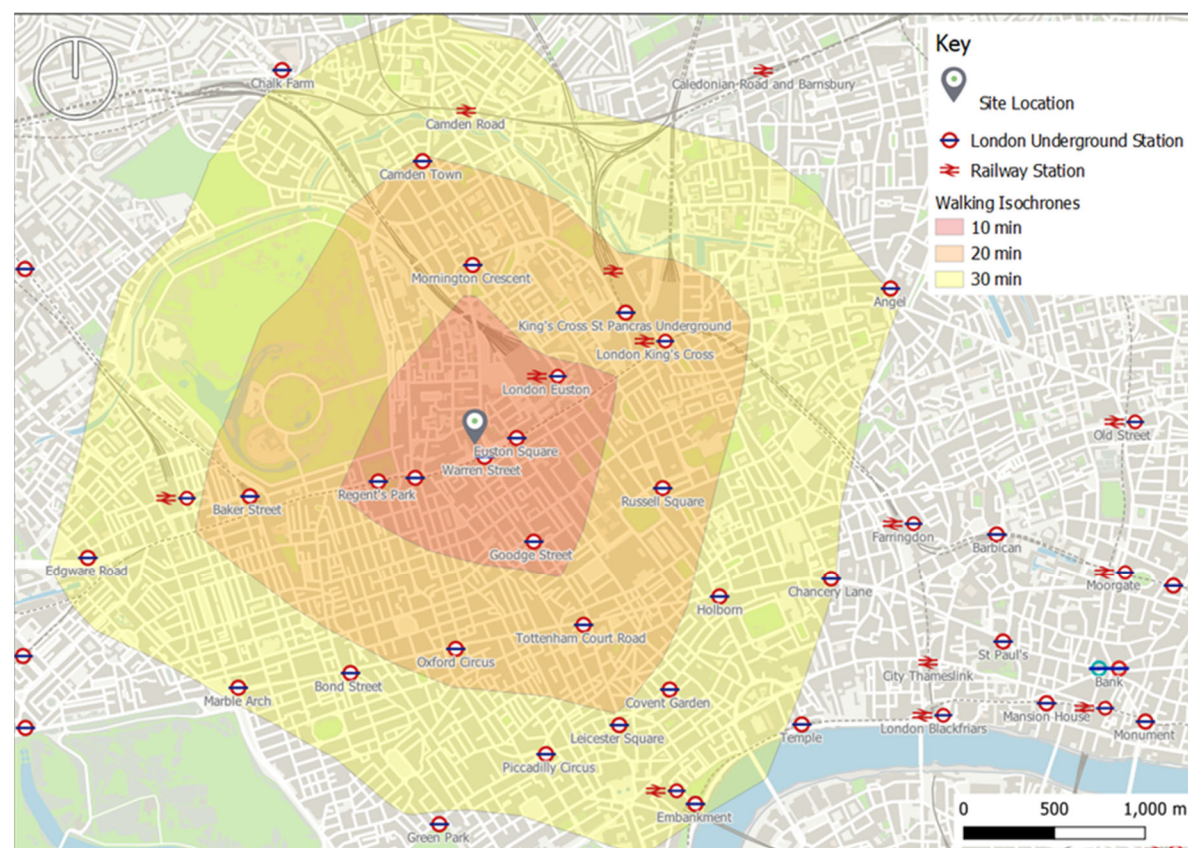 Key
Site Location
London Underground Station
Railway Station
Walking Isochrones
10 min
20 min
30 min
Chalk Farm
Caledonian Road and Barnsbury
Camden Road
Camden Town
Mornington Crescent
Angel
King's Cross St Pancras Underground
London King's Cross
London Euston
Old Street
Euston Square
Warren Street
Regent's Park
Russell Square
Baker Street
Farringdon
Barbican
Goodge Street
Edgware Road
Moorgate
Chancery Lane
Holborn
Tottenham Court Road
Oxford Circus
St Paul's
City Thameslink
Bank
Bond Street
Marble Arch
Covent Garden
Mansion House
Leicester Square
Temple
London Blackfriars
Monument
Piccadilly Circus
Embankment
Green Park
0 500 1,000 m